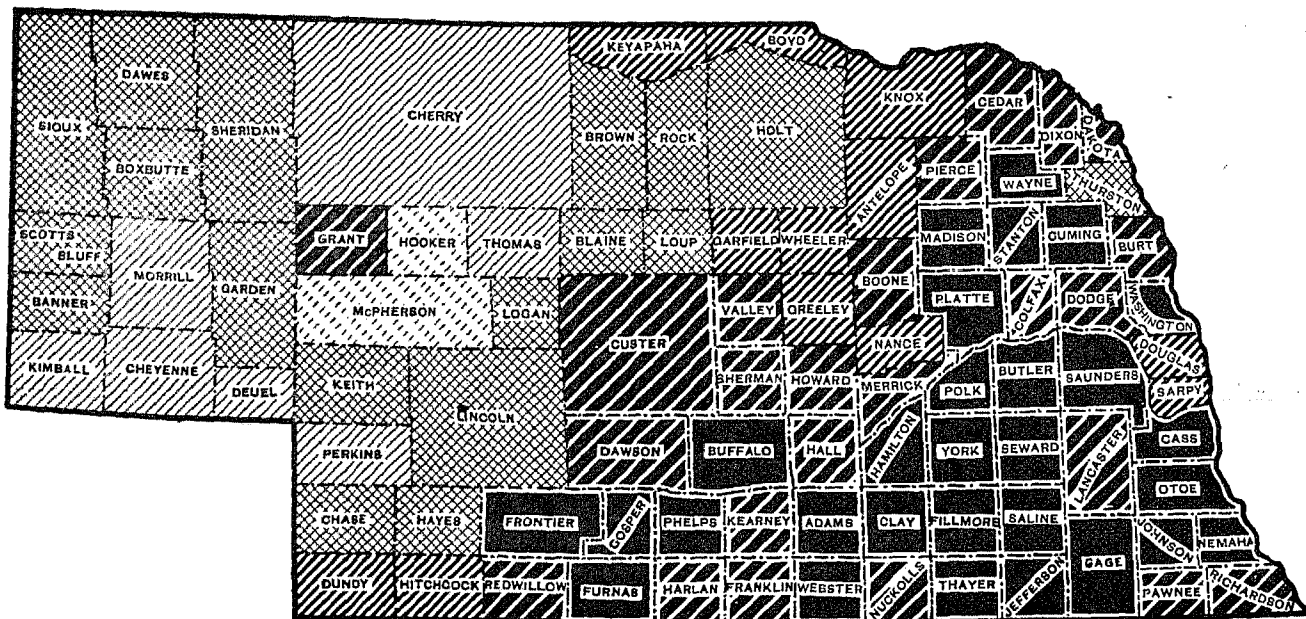 KEYAPAHA
BOYD
DAWES
SIOUX
SHERIDAN
CHERRY
BROWN
ROCK
HOLT
KNOX
CEDAR
DIXON
DAKOTA
BOXBUTTE
ANTELOPE
PIERCE
WAYNE
THURSTON
SCOTTS
BLUFF
MORRILL
GARDEN
GRANT
HOOKER
THOMAS
BLAINE
LOUP
GARFIELD
WHEELER
MADISON
STANTON
CUMING
BURT
BANNER
McPHERSON
LOGAN
CUSTER
VALLEY
GREELEY
BOONE
PLATTE
COLFAX
DODGE
WASHINGTON
NANCE
DOUGLAS
KIMBALL
CHEYENNE
DEUEL
KEITH
LINCOLN
SHERMAN
HOWARD
MERRICK
POLK
BUTLER
SAUNDERS
SARPY
PERKINS
DAWSON
BUFFALO
HALL
HAMILTON
YORK
SEWARD
LANCASTER
CASS
OTOE
CHASE
HAYES
FRONTIER
GOSPER
PHELPS
KEARNEY
ADAMS
CLAY
FILLMORE
SALINE
GAGE
JOHNSON
NEMAHA
DUNDY
HITCHCOCK
REDWILLOW
FURNAS
HARLAN
FRANKLIN
WEBSTER
NUCKOLLS
THAYER
JEFFERSON
PAWNEE
RICHARDSON